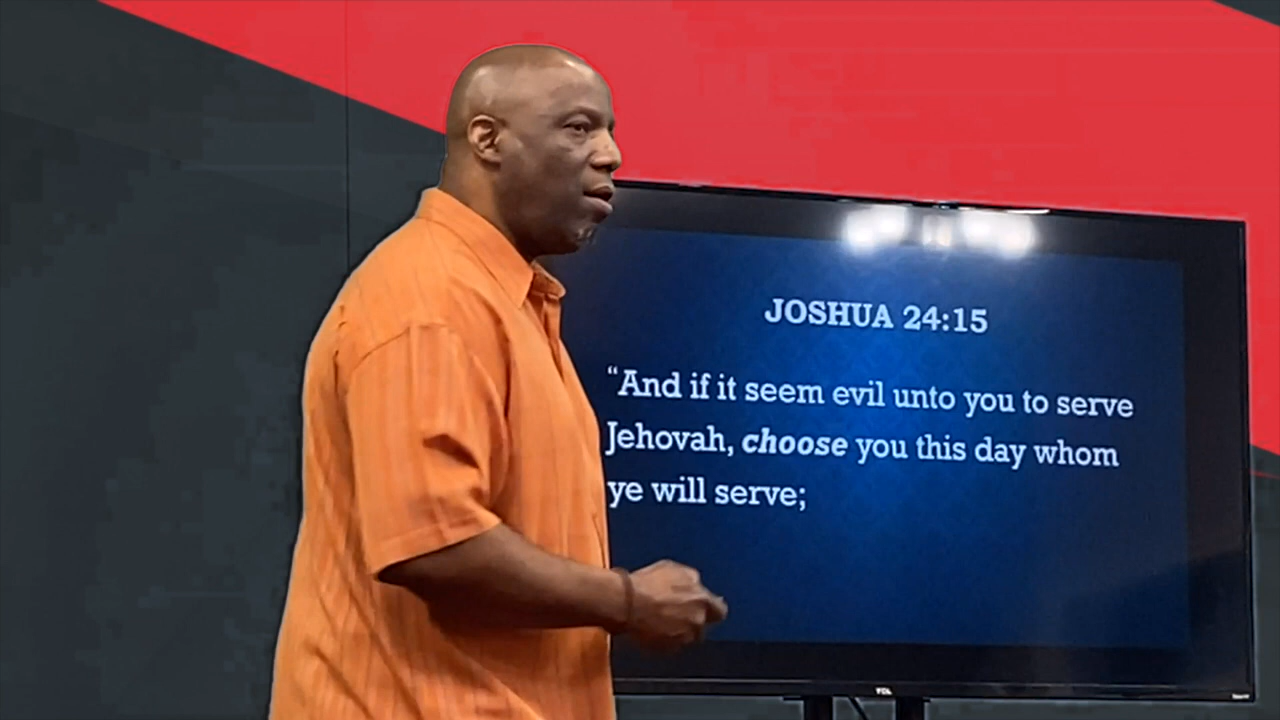 JOSHUA 24:15
“And if it seem evil unto you to serve
Jehovah, choose you this day whom
ye will serve;
TCL